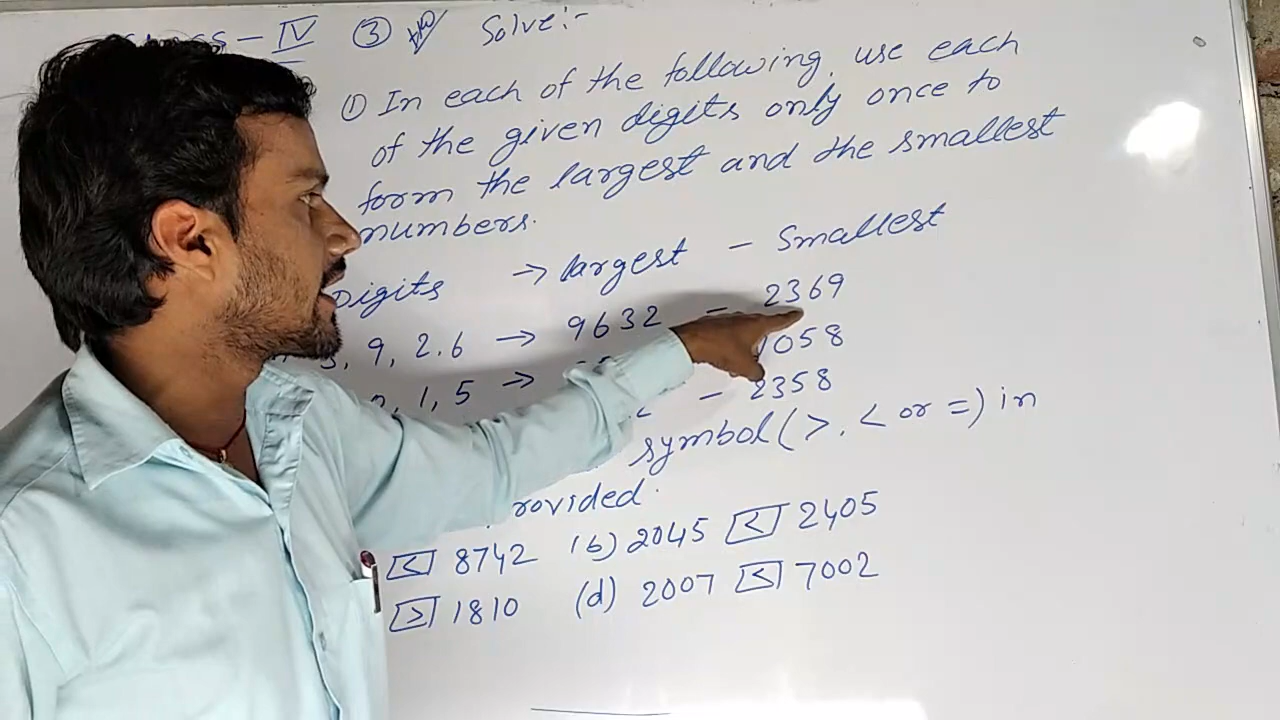 – IV ③ Solve:-
① In each of the following, use each
of the given digits only once to
form the largest and the smallest
numbers.
Digits → largest – Smallest
3, 9, 2.6 → 9632 – 2369
, 1, 5 → 1058
– 2358
symbol (>, < or =) in
rovided.
< 8742 (b) 2045 < 2405
> 1810 (d) 2007 < 7002